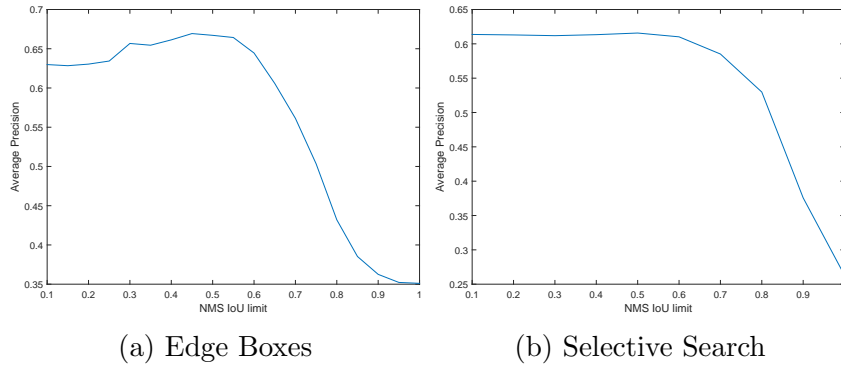 0.7
0.65
0.6
0.55
0.5
0.45
0.4
0.35
Average Precision
0.1 0.2 0.3 0.4 0.5 0.6 0.7 0.8 0.9 1
NMS IoU limit
(a) Edge Boxes
0.65
0.6
0.55
0.5
0.45
0.4
0.35
0.3
0.25
Average Precision
0.1 0.2 0.3 0.4 0.5 0.6 0.7 0.8 0.9
NMS IoU limit
(b) Selective Search